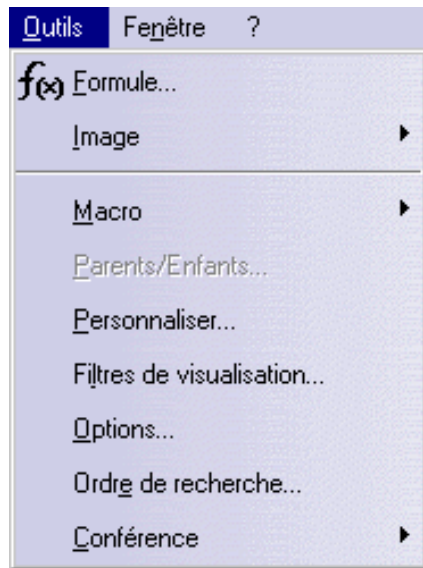 Outils Fenêtre ?
f(x) Formule...
Image
Macro
Parents/Enfants...
Personnaliser...
Filtres de visualisation...
Options...
Ordre de recherche...
Conférence